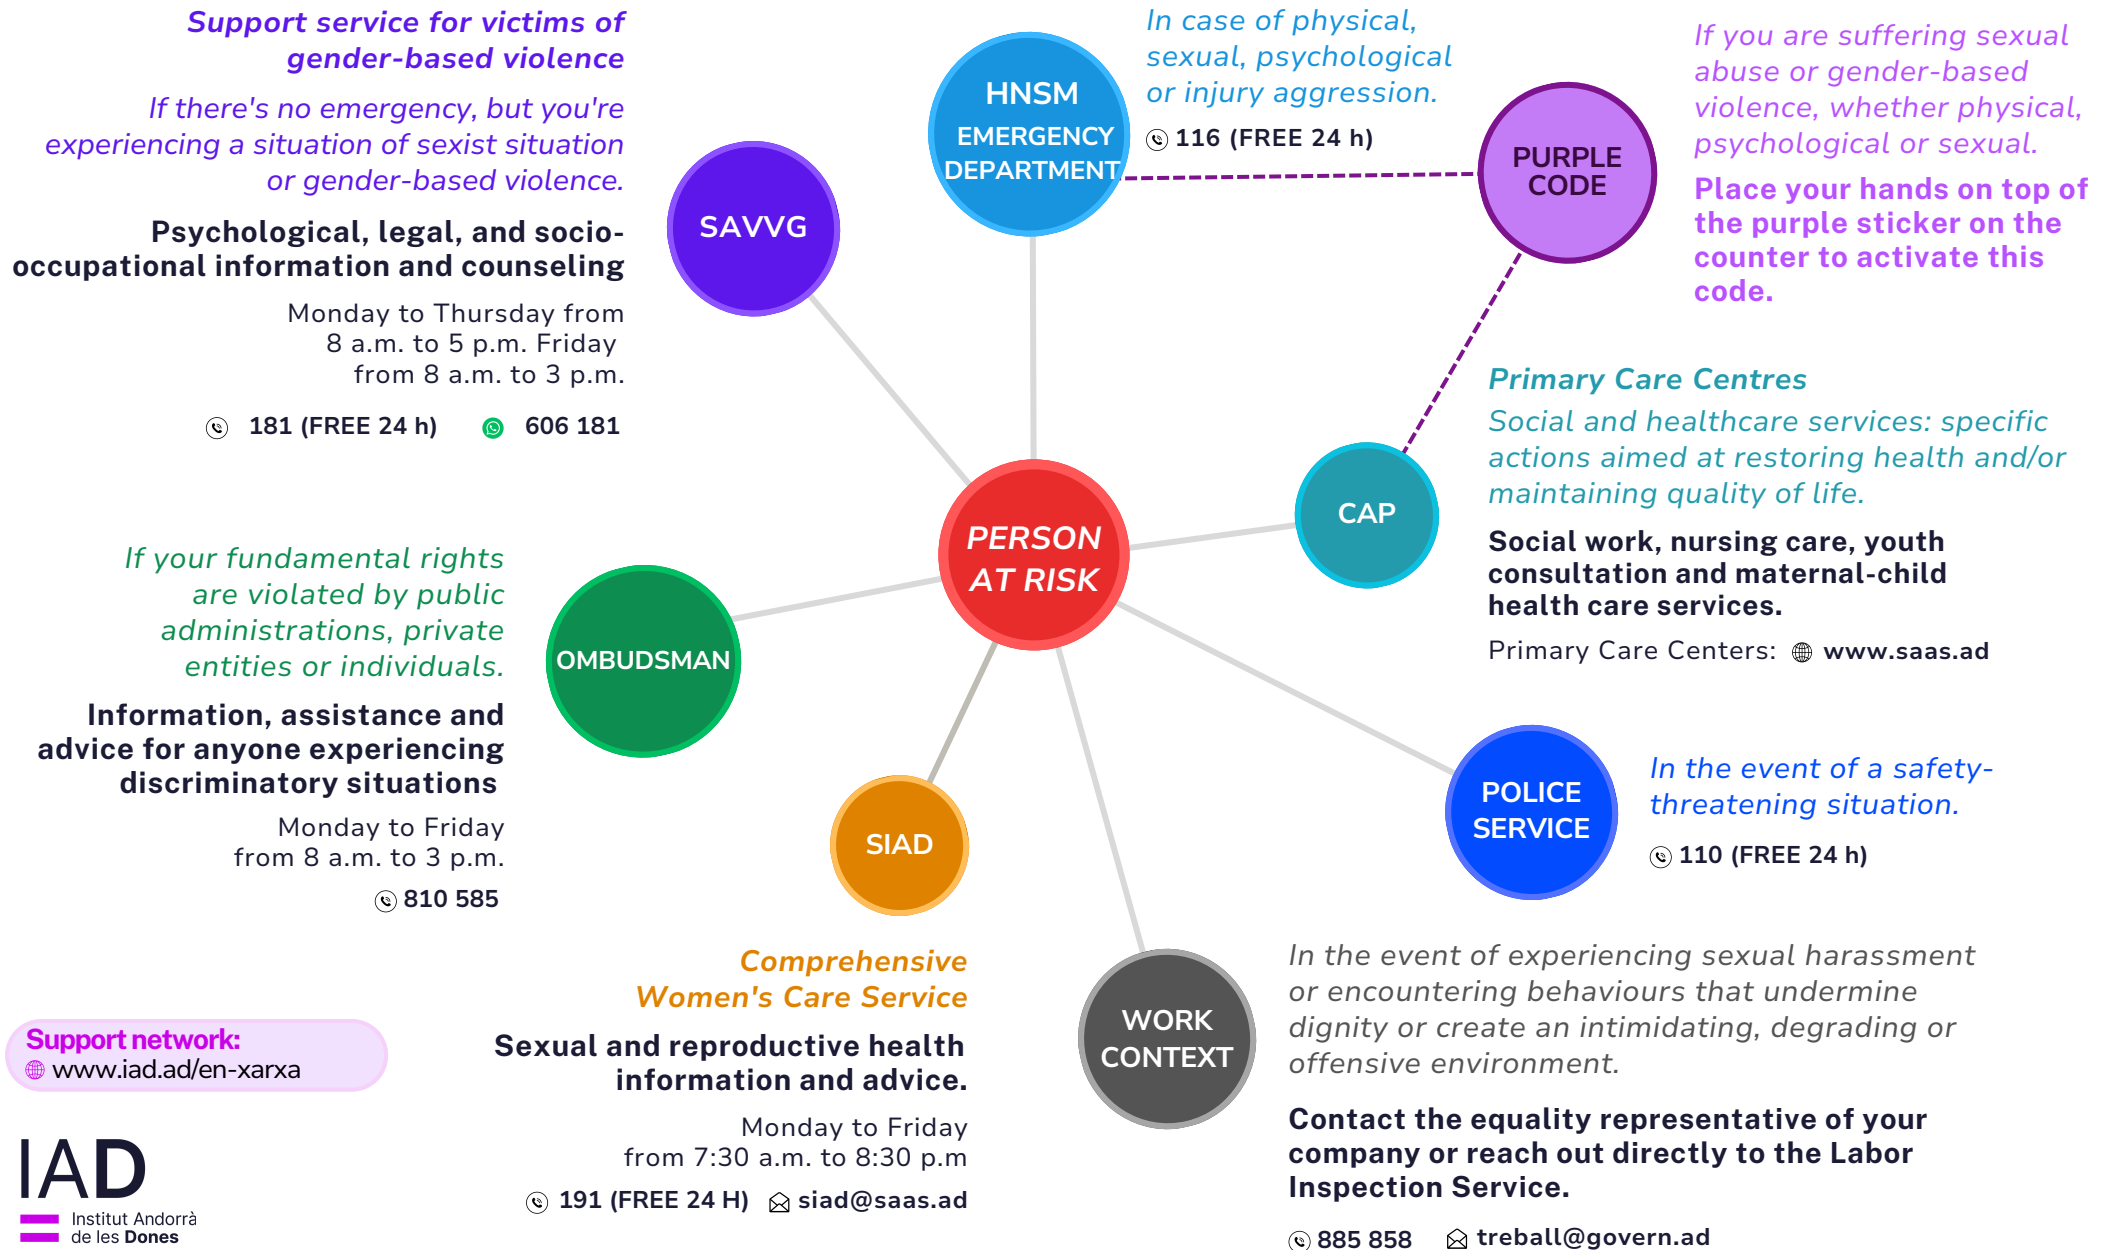 Support service for victims of
gender-based violence
If there's no emergency, but you're
experiencing a situation of sexist situation
or gender-based violence.
Psychological, legal, and socio-
occupational information and counseling
Monday to Thursday from
8 a.m. to 5 p.m. Friday
from 8 a.m. to 3 p.m.
181 (FREE 24 h) 606 181
SAVVG
HNSM
EMERGENCY
DEPARTMENT
In case of physical,
sexual, psychological
or injury aggression.
116 (FREE 24 h)
PURPLE
CODE
If you are suffering sexual
abuse or gender-based
violence, whether physical,
psychological or sexual.
Place your hands on top of
the purple sticker on the
counter to activate this
code.
PERSON
AT RISK
CAP
Primary Care Centres
Social and healthcare services: specific
actions aimed at restoring health and/or
maintaining quality of life.
Social work, nursing care, youth
consultation and maternal-child
health care services.
Primary Care Centers: www.saas.ad
If your fundamental rights
are violated by public
administrations, private
entities or individuals.
Information, assistance and
advice for anyone experiencing
discriminatory situations
Monday to Friday
from 8 a.m. to 3 p.m.
810 585
OMBUDSMAN
POLICE
SERVICE
In the event of a safety-
threatening situation.
110 (FREE 24 h)
SIAD
Comprehensive
Women's Care Service
Sexual and reproductive health
information and advice.
Monday to Friday
from 7:30 a.m. to 8:30 p.m
191 (FREE 24 H) siad@saas.ad
WORK
CONTEXT
In the event of experiencing sexual harassment
or encountering behaviours that undermine
dignity or create an intimidating, degrading or
offensive environment.
Contact the equality representative of your
company or reach out directly to the Labor
Inspection Service.
885 858 treball@govern.ad
Support network:
www.iad.ad/en-xarxa
IAD
Institut Andorrà
de les Dones